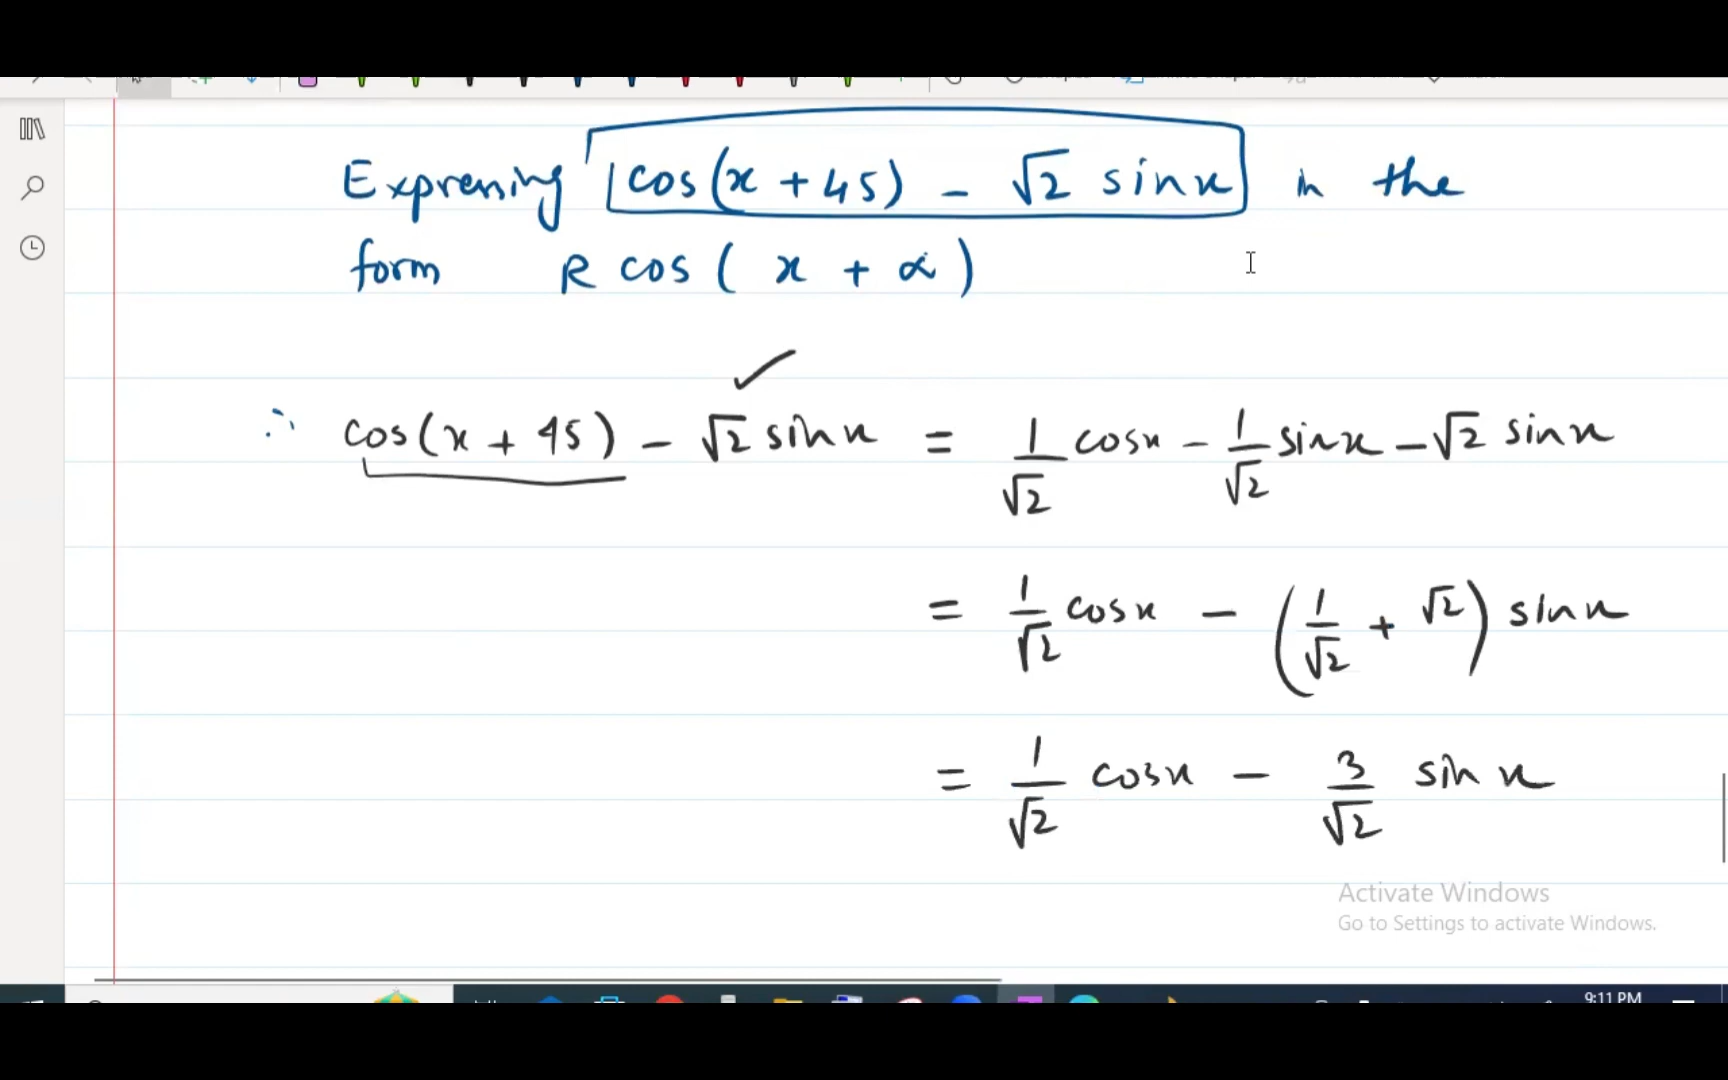 Expressing cos(x + 45) − √2 sinx in the
form R cos( x + α )
∴ cos(x + 45) − √2 sinx = 1/√2 cosx − 1/√2 sinx − √2 sinx
= 1/√2 cosx − (1/√2 + √2) sinx
= 1/√2 cosx − 3/√2 sin x
Activate Windows
Go to Settings to activate Windows.
9:11 PM